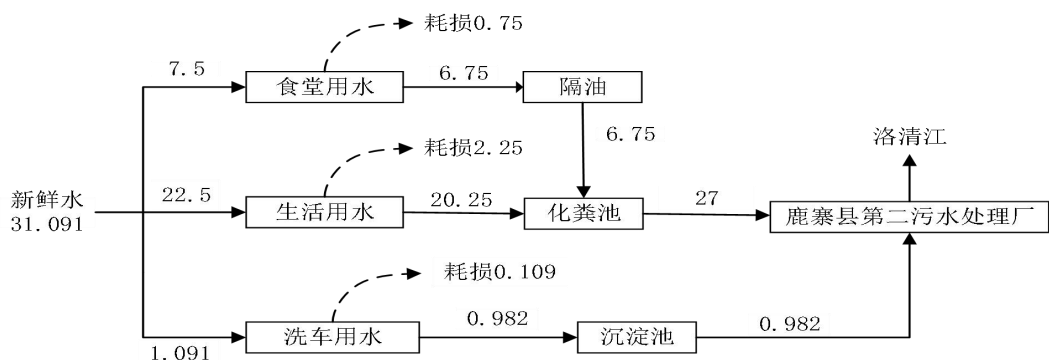 耗损0.75
7.5
食堂用水
6.75
隔油
6.75
洛清江
耗损2.25
新鲜水
31.091
22.5
生活用水
20.25
化粪池
27
鹿寨县第二污水处理厂
耗损0.109
1.091
洗车用水
0.982
沉淀池
0.982